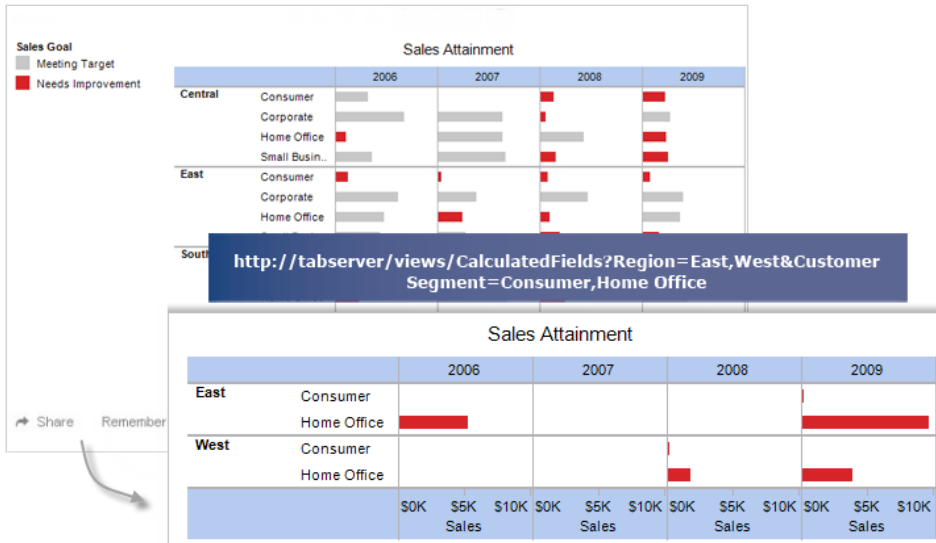 Sales Goal
Meeting Target
Needs Improvement
Sales Attainment
2006 2007 2008 2009
Central Consumer
Corporate
Home Office
Small Busin..
East Consumer
Corporate
Home Office
South
http://tabserver/views/CalculatedFields?Region=East,West&Customer
Segment=Consumer,Home Office
Sales Attainment
2006 2007 2008 2009
East Consumer
Home Office
West Consumer
Home Office
$0K $5K $10K $0K $5K $10K $0K $5K $10K $0K $5K $10K
Sales Sales Sales Sales
Share Remember